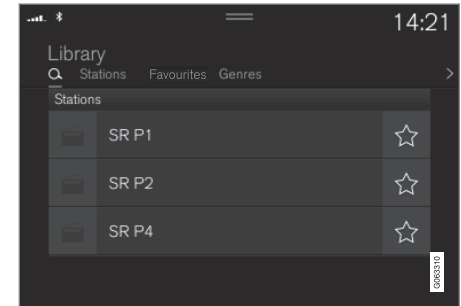 14:21
Library
Stations Favourites Genres
Stations
SR P1
SR P2
SR P4
G063310